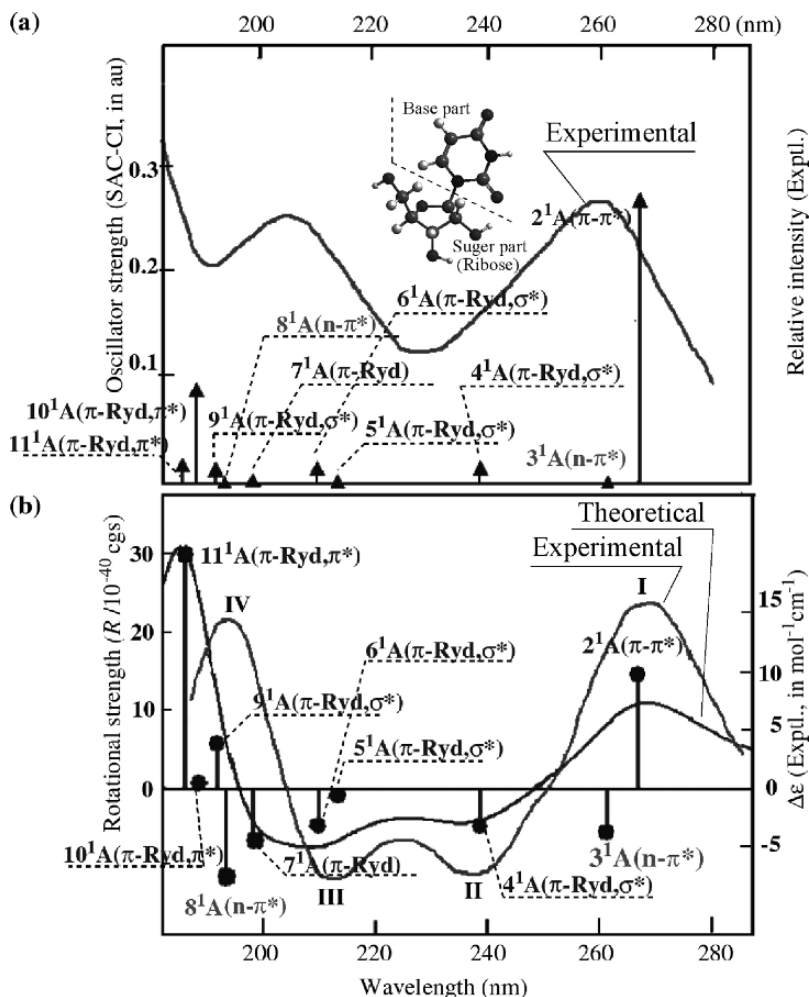 (a)
200 220 240 260 280 (nm)
Oscillator strength (SAC-CI, in au)
Relative intensity (Exptl.)
0.3
0.2
0.1
Base part
Experimental
2¹A(π-π*)
Suger part
(Ribose)
6¹A(π-Ryd,σ*)
8¹A(n-π*)
7¹A(π-Ryd)
4¹A(π-Ryd,σ*)
10¹A(π-Ryd,π*)
9¹A(π-Ryd,σ*)
5¹A(π-Ryd,σ*)
11¹A(π-Ryd,π*)
3¹A(n-π*)
(b)
Rotational strength (R /10⁻⁴⁰ cgs)
Δε (Exptl., in mol⁻¹cm⁻¹)
30
20
10
0
15
10
5
0
-5
Theoretical
Experimental
11¹A(π-Ryd,π*)
I
IV
6¹A(π-Ryd,σ*)
2¹A(π-π*)
9¹A(π-Ryd,σ*)
5¹A(π-Ryd,σ*)
10¹A(π-Ryd,π*)
7¹A(π-Ryd)
3¹A(n-π*)
8¹A(n-π*)
III
II
4¹A(π-Ryd,σ*)
200 220 240 260 280
Wavelength (nm)